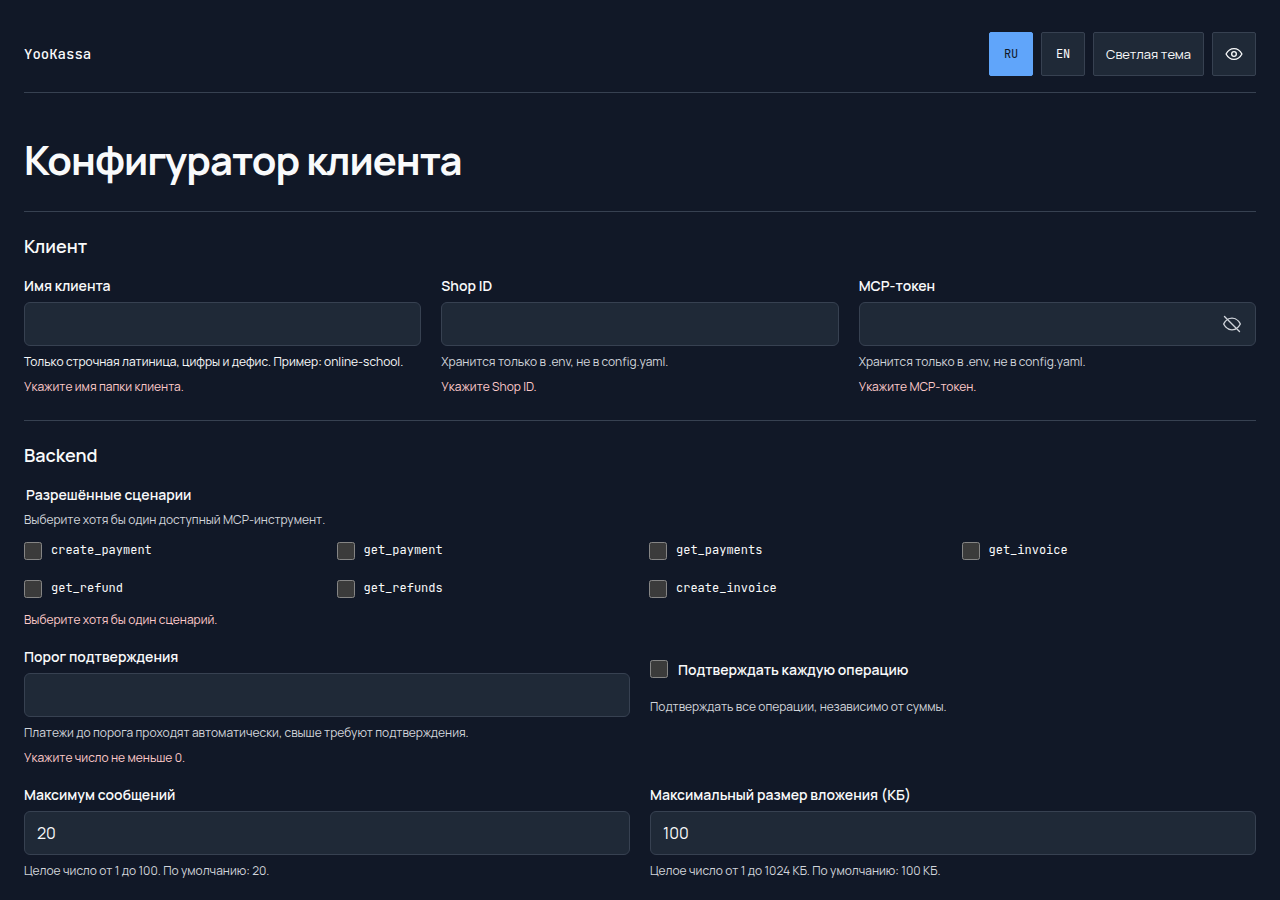 YooKassa
RU EN Светлая тема
Конфигуратор клиента
Клиент
Имя клиента Shop ID MCP-токен
Только строчная латиница, цифры и дефис. Пример: online-school. Хранится только в .env, не в config.yaml. Хранится только в .env, не в config.yaml.
Укажите имя папки клиента. Укажите Shop ID. Укажите MCP-токен.
Backend
Разрешённые сценарии
Выберите хотя бы один доступный MCP-инструмент.
create_payment get_payment get_payments get_invoice
get_refund get_refunds create_invoice
Выберите хотя бы один сценарий.
Порог подтверждения
Подтверждать каждую операцию
Подтверждать все операции, независимо от суммы.
Платежи до порога проходят автоматически, свыше требуют подтверждения.
Укажите число не меньше 0.
Максимум сообщений Максимальный размер вложения (КБ)
20 100
Целое число от 1 до 100. По умолчанию: 20. Целое число от 1 до 1024 КБ. По умолчанию: 100 КБ.